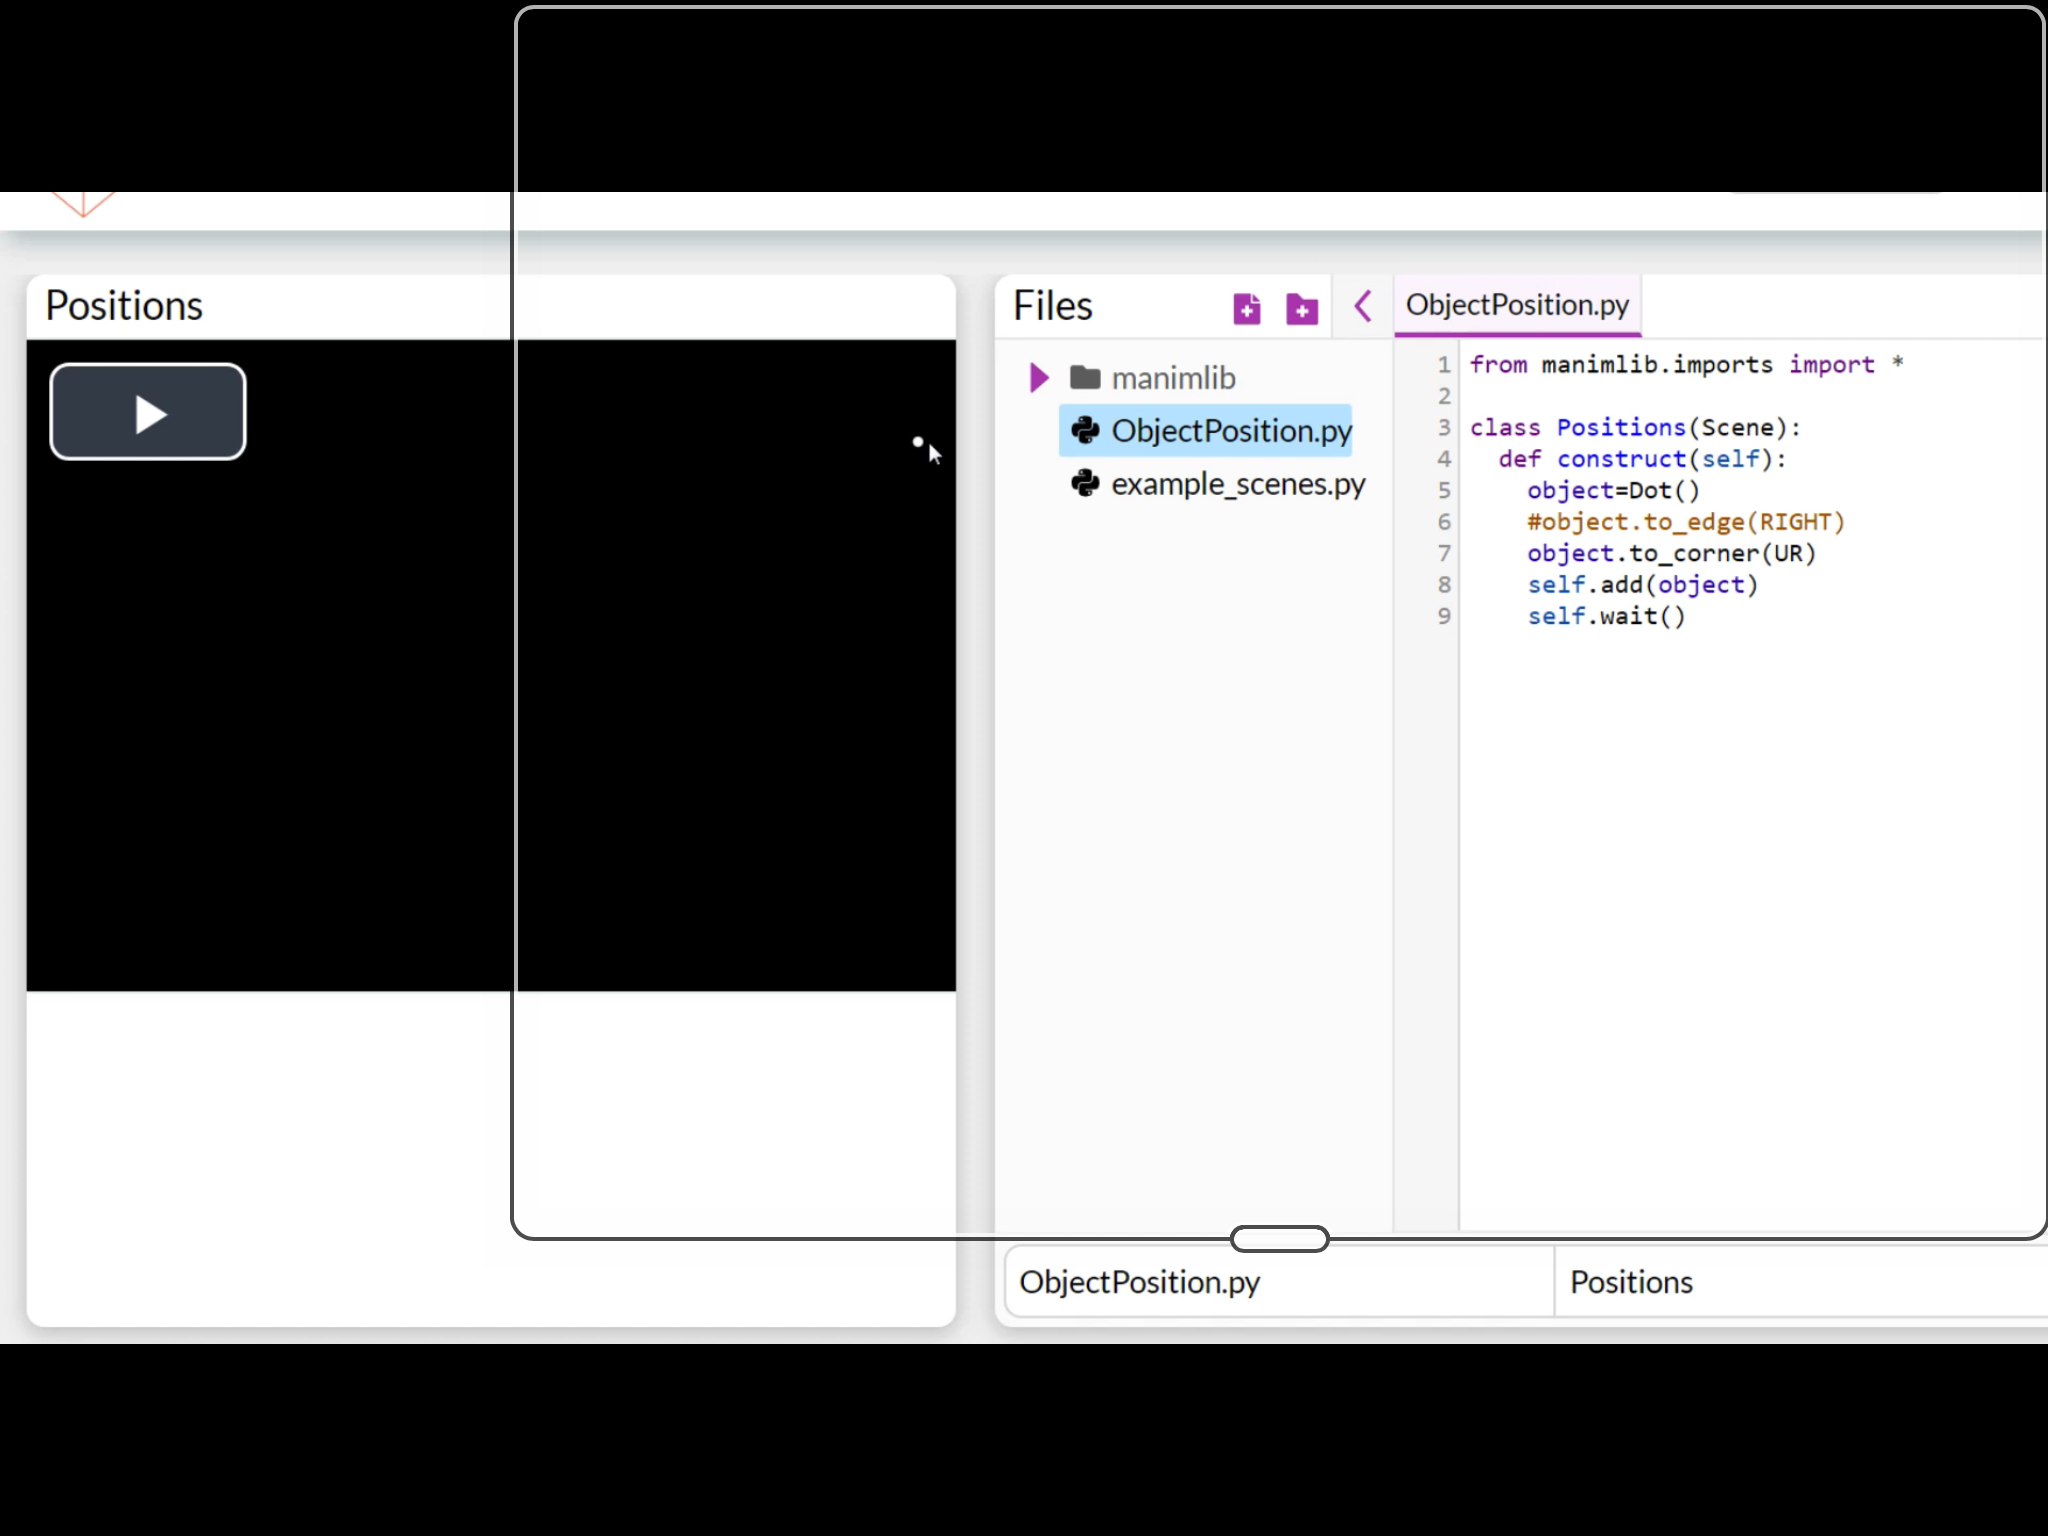 Positions
Files
ObjectPosition.py
manimlib
ObjectPosition.py
example_scenes.py
1 from manimlib.imports import *
2
3 class Positions(Scene):
4 def construct(self):
5 object=Dot()
6 #object.to_edge(RIGHT)
7 object.to_corner(UR)
8 self.add(object)
9 self.wait()
ObjectPosition.py
Positions